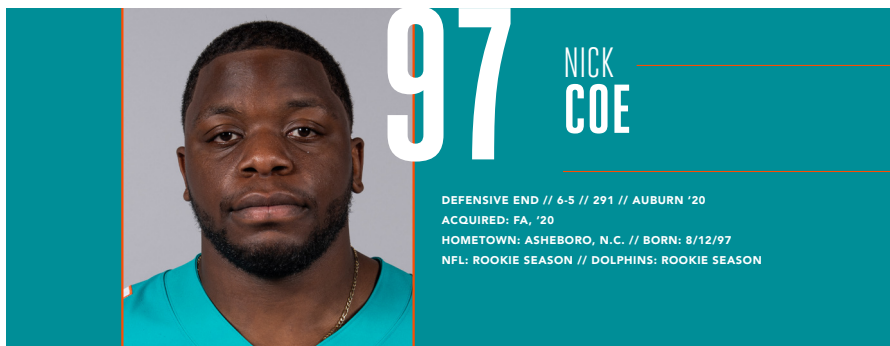 97
NICK
COE
DEFENSIVE END // 6-5 // 291 // AUBURN ’20
ACQUIRED: FA, ’20
HOMETOWN: ASHEBORO, N.C. // BORN: 8/12/97
NFL: ROOKIE SEASON // DOLPHINS: ROOKIE SEASON